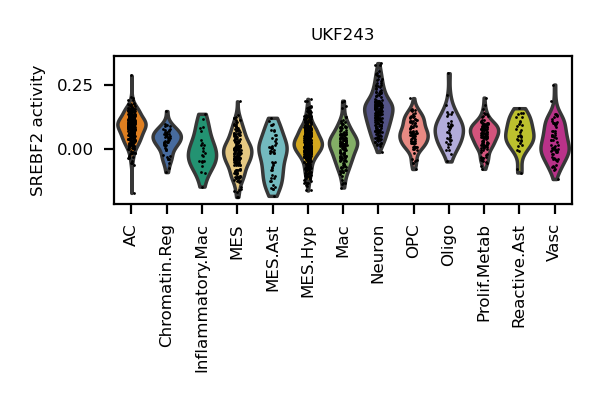 UKF243
SREBF2 activity
0.25
0.00
AC
Chromatin.Reg
Inflammatory.Mac
MES
MES.Ast
MES.Hyp
Mac
Neuron
OPC
Oligo
Prolif.Metab
Reactive.Ast
Vasc